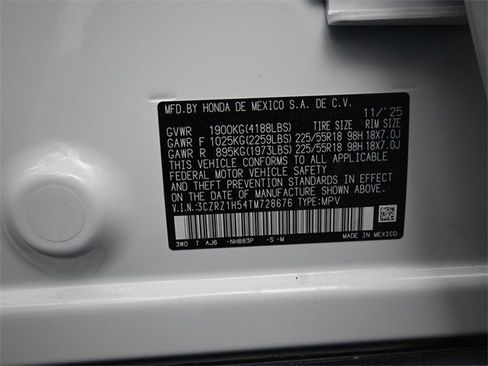 MFD.BY HONDA DE MEXICO S.A. DE C.V.
11/'25
GVWR 1900KG(4188LBS) TIRE SIZE RIM SIZE
GAWR F 1025KG(2259LBS) 225/55R18 98H 18X7.0J
GAWR R 895KG(1973LBS) 225/55R18 98H 18X7.0J
THIS VEHICLE CONFORMS TO ALL APPLICABLE
FEDERAL MOTOR VEHICLE SAFETY
STANDARDS IN EFFECT ON THE
DATE OF MANUFACTURE SHOWN ABOVE.
V.I.N:3CZRZ1H54TM728676 TYPE:MPV
3W0 T AJ6 -NH883P -S -M
MADE IN MEXICO